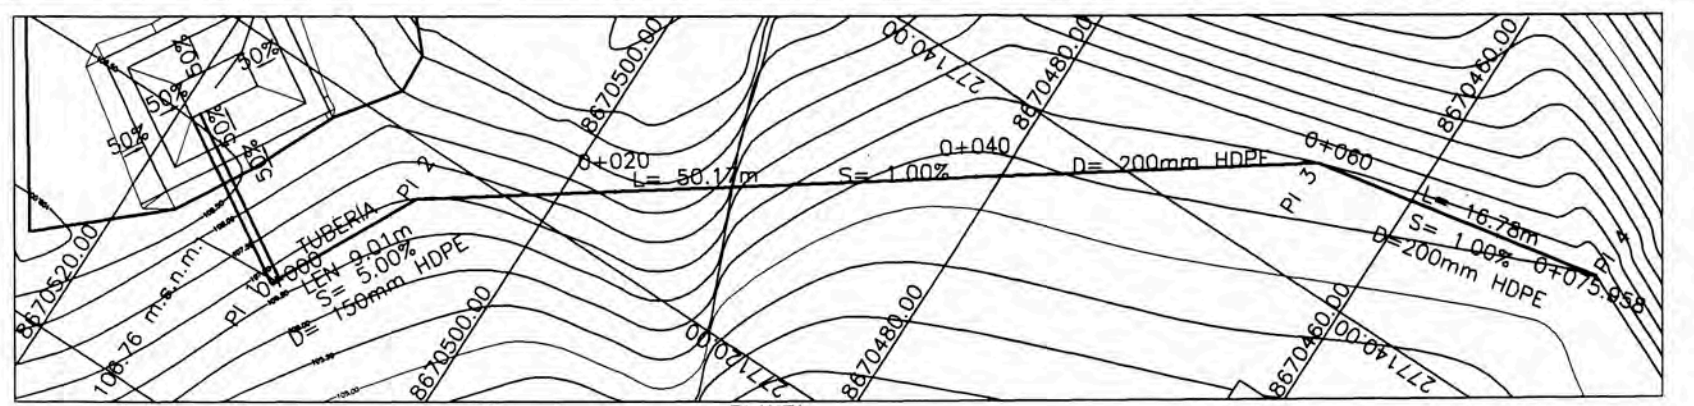 50%
50%
50%
50%
50%
50%
8670500.00
277140.00
8670480.00
8670460.00
0+020
L= 50.17m
S= 1.00%
0+040
D= 200mm HDPE
0+060
PI 2
PI 3
L= 16.78m
S= 1.00%
D=200mm HDPE
PI 4
0+075.958
TUBERIA
LEN 9.01m
S= 5.00%
D= 150mm HDPE
PI 1
0+000
8670520.00
106.76 m.s.n.m.
8670500.00
277120.00
8670480.00
8670460.00
277140.00